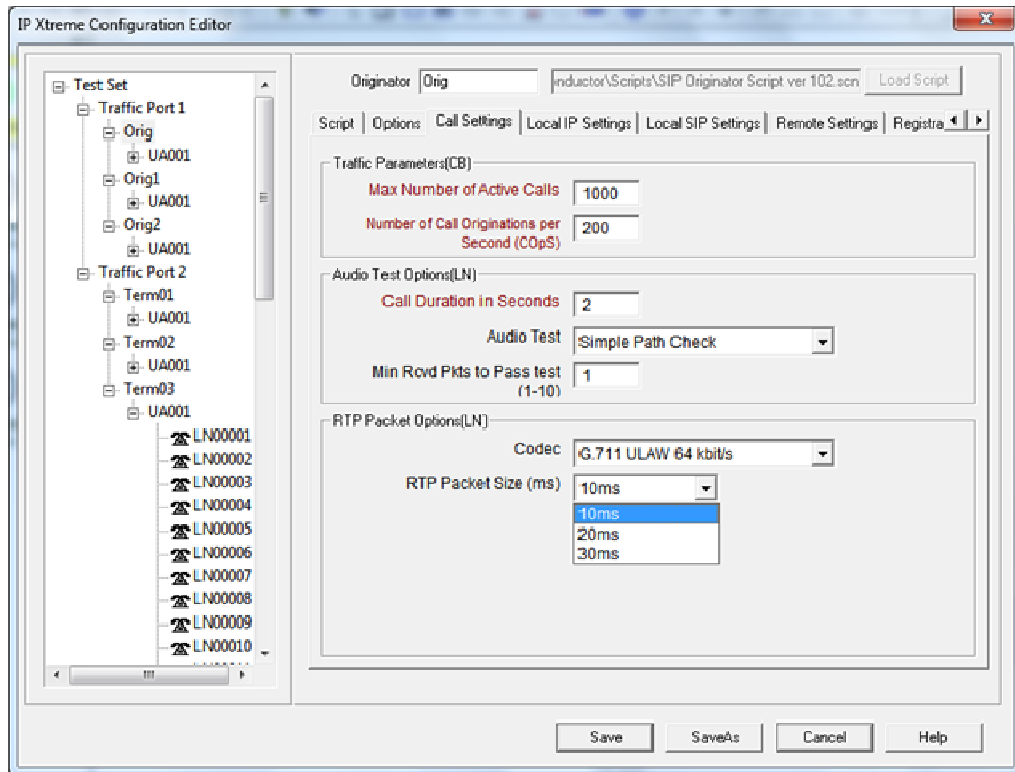 IP Xtreme Configuration Editor
Test Set
Traffic Port 1
Orig
UA001
Orig1
UA001
Orig2
UA001
Traffic Port 2
Term01
UA001
Term02
UA001
Term03
UA001
LN00001
LN00002
LN00003
LN00004
LN00005
LN00006
LN00007
LN00008
LN00009
LN00010
Originator Orig nductor\Scripts\SIP Originator Script ver 102.scn Load Script
Script Options Call Settings Local IP Settings Local SIP Settings Remote Settings Registra
Traffic Parameters(CB)
Max Number of Active Calls 1000
Number of Call Originations per
Second (COpS) 200
Audio Test Options(LN)
Call Duration in Seconds 2
Audio Test Simple Path Check
Min Rcvd Pkts to Pass test
(1-10) 1
RTP Packet Options(LN)
Codec G.711 ULAW 64 kbit/s
RTP Packet Size (ms) 10ms
10ms
20ms
30ms
Save SaveAs Cancel Help